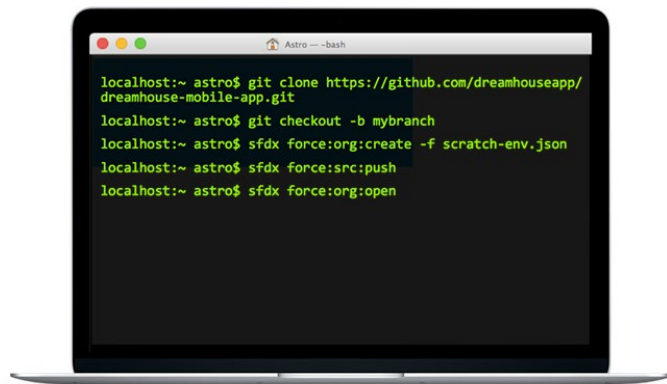 Astro — -bash
localhost:~ astro$ git clone https://github.com/dreamhouseapp/
dreamhouse-mobile-app.git
localhost:~ astro$ git checkout -b mybranch
localhost:~ astro$ sfdx force:org:create -f scratch-env.json
localhost:~ astro$ sfdx force:src:push
localhost:~ astro$ sfdx force:org:open